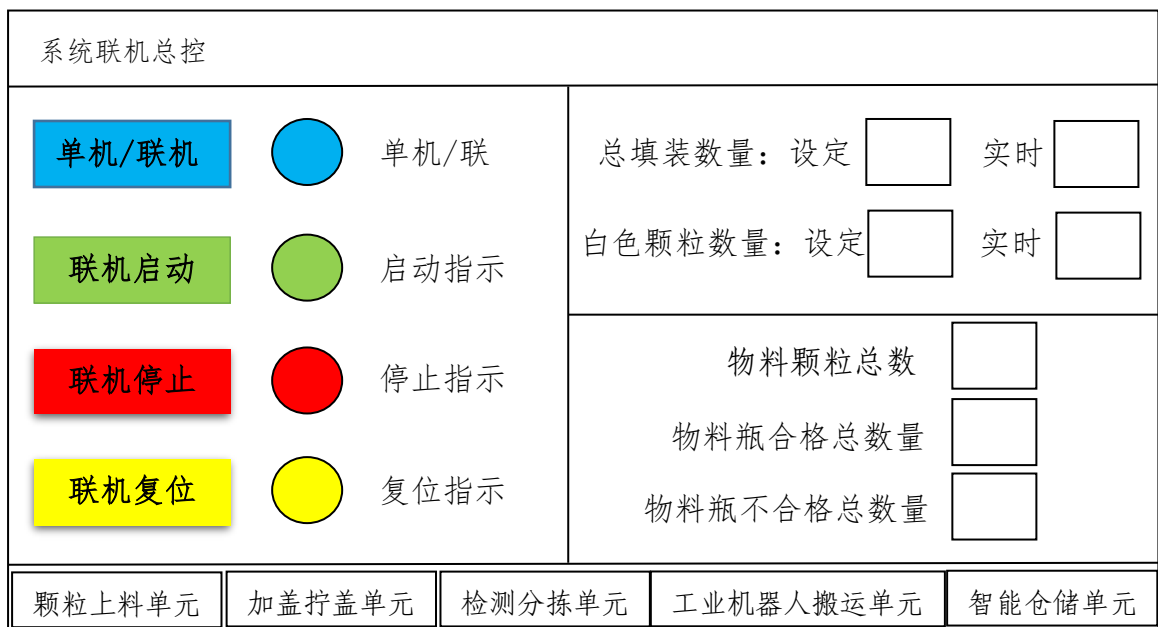 系统联机总控
单机/联机 单机/联 总填装数量：设定 实时
白色颗粒数量：设定 实时
联机启动 启动指示
物料颗粒总数
联机停止 停止指示
物料瓶合格总数量
联机复位 复位指示
物料瓶不合格总数量
颗粒上料单元 加盖拧盖单元 检测分拣单元 工业机器人搬运单元 智能仓储单元